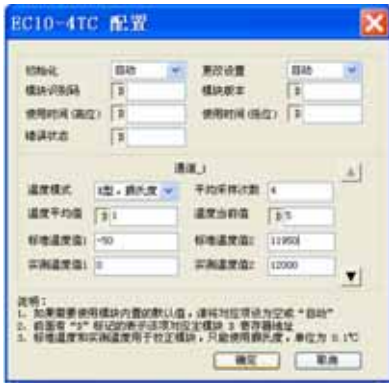 EC10-4TC 配置
初始化 自动 更改设置 自动
模块识别码 D 模块版本 D
使用时间(高位) D 使用时间(低位) D
错误状态 D
通道_1
温度模式 K型，摄氏度 平均采样次数 4
温度平均值 D 1 温度当前值 D 5
标准温度值1 -50 标准温度值2 11950
实测温度值1 0 实测温度值2 12000
说明：
1、如果需要使用模块内置的默认值，请将对应项设为空或“自动”
2、前面有“D”标记的表示该项对应主模块 D 寄存器地址
3、标准温度和实测温度用于校正模块，只能使用摄氏度，单位为 0.1℃
确定 取消